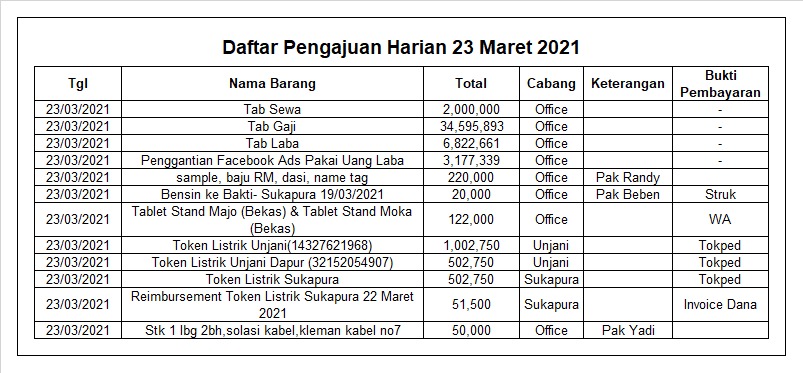 Daftar Pengajuan Harian 23 Maret 2021
Tgl Nama Barang Total Cabang Keterangan Bukti Pembayaran
23/03/2021 Tab Sewa 2,000,000 Office -
23/03/2021 Tab Gaji 34,595,893 Office -
23/03/2021 Tab Laba 6,822,661 Office -
23/03/2021 Penggantian Facebook Ads Pakai Uang Laba 3,177,339 Office -
23/03/2021 sample, baju RM, dasi, name tag 220,000 Office Pak Randy
23/03/2021 Bensin ke Bakti- Sukapura 19/03/2021 20,000 Office Pak Beben Struk
23/03/2021 Tablet Stand Majo (Bekas) & Tablet Stand Moka (Bekas) 122,000 Office WA
23/03/2021 Token Listrik Unjani(14327621968) 1,002,750 Unjani Tokped
23/03/2021 Token Listrik Unjani Dapur (32152054907) 502,750 Unjani Tokped
23/03/2021 Token Listrik Sukapura 502,750 Sukapura Tokped
23/03/2021 Reimbursement Token Listrik Sukapura 22 Maret 2021 51,500 Sukapura Invoice Dana
23/03/2021 Stk 1 lbg 2bh,solasi kabel,kleman kabel no7 50,000 Office Pak Yadi